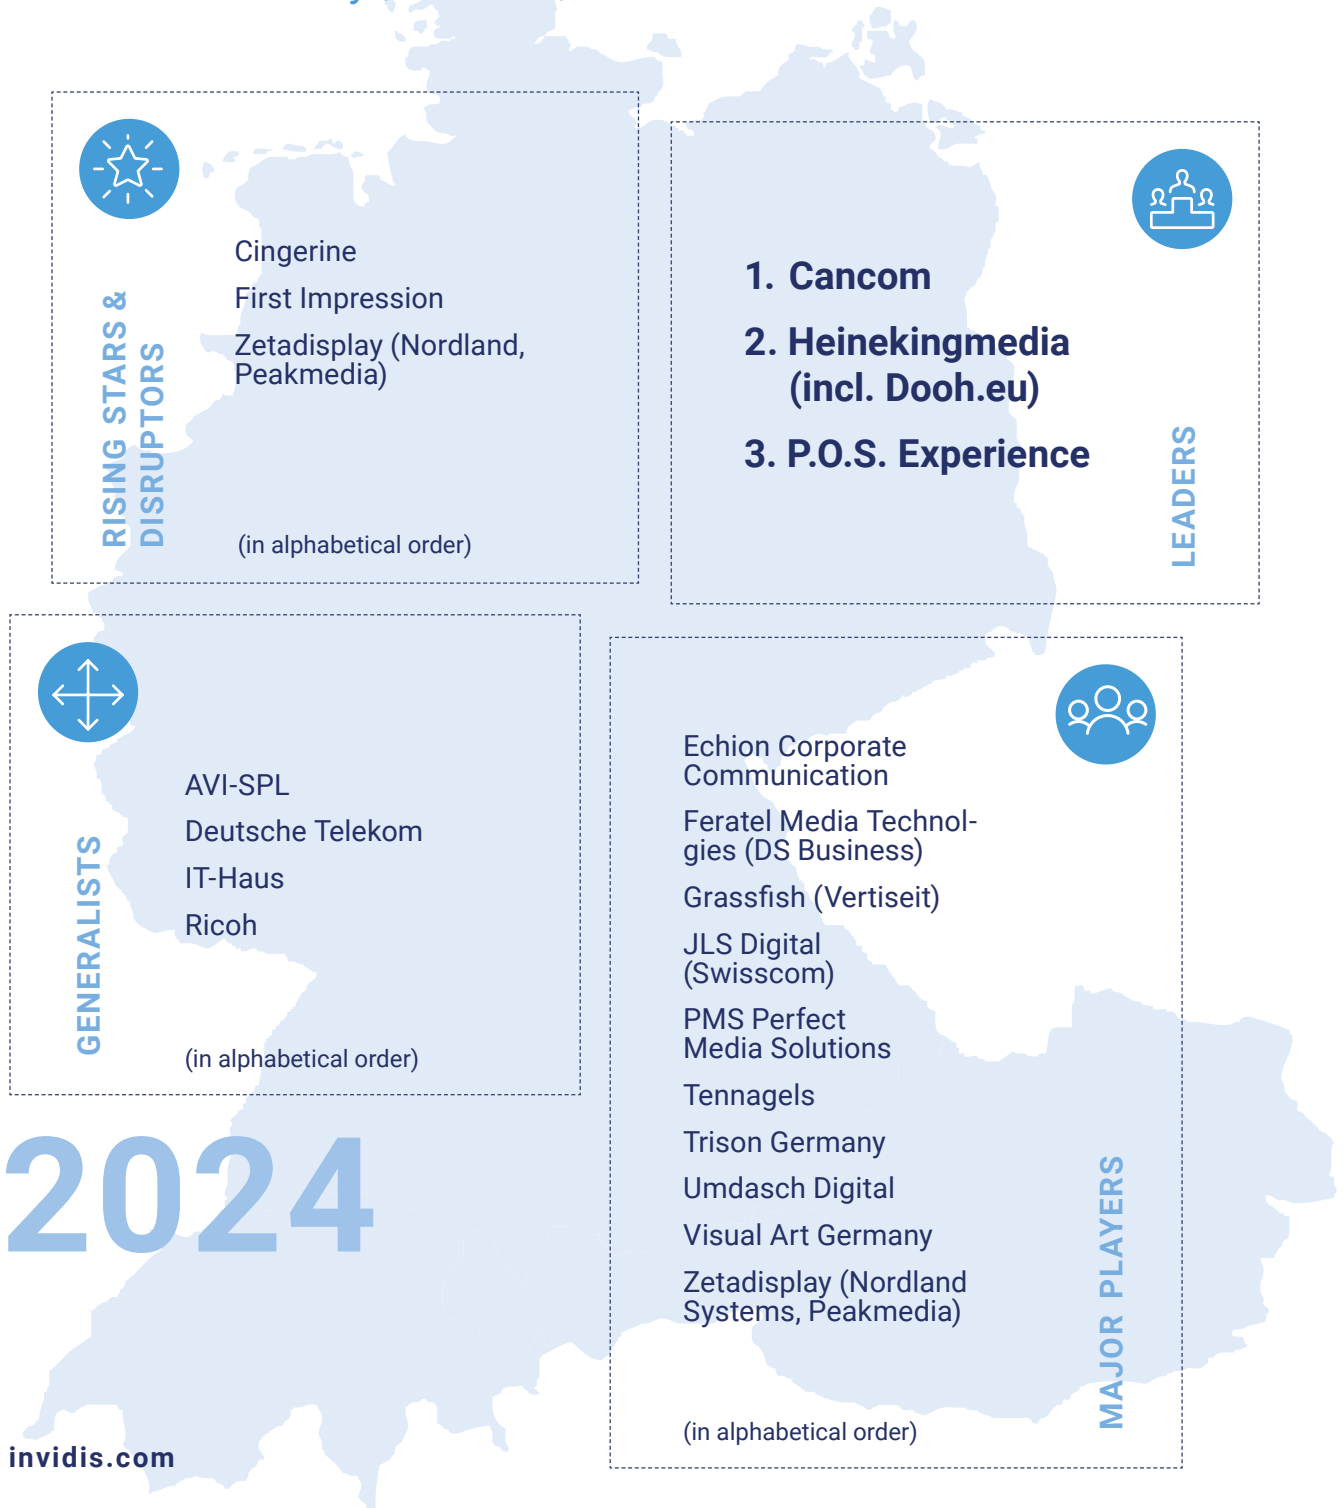 RISING STARS &
DISRUPTORS
Cingerine
First Impression
Zetadisplay (Nordland,
Peakmedia)
(in alphabetical order)
1. Cancom
2. Heinekingmedia
(incl. Dooh.eu)
3. P.O.S. Experience
LEADERS
GENERALISTS
AVI-SPL
Deutsche Telekom
IT-Haus
Ricoh
(in alphabetical order)
Echion Corporate
Communication
Feratel Media Technol-
gies (DS Business)
Grassfish (Vertiseit)
JLS Digital
(Swisscom)
PMS Perfect
Media Solutions
Tennagels
Trison Germany
Umdasch Digital
Visual Art Germany
Zetadisplay (Nordland
Systems, Peakmedia)
(in alphabetical order)
MAJOR PLAYERS
2024
invidis.com